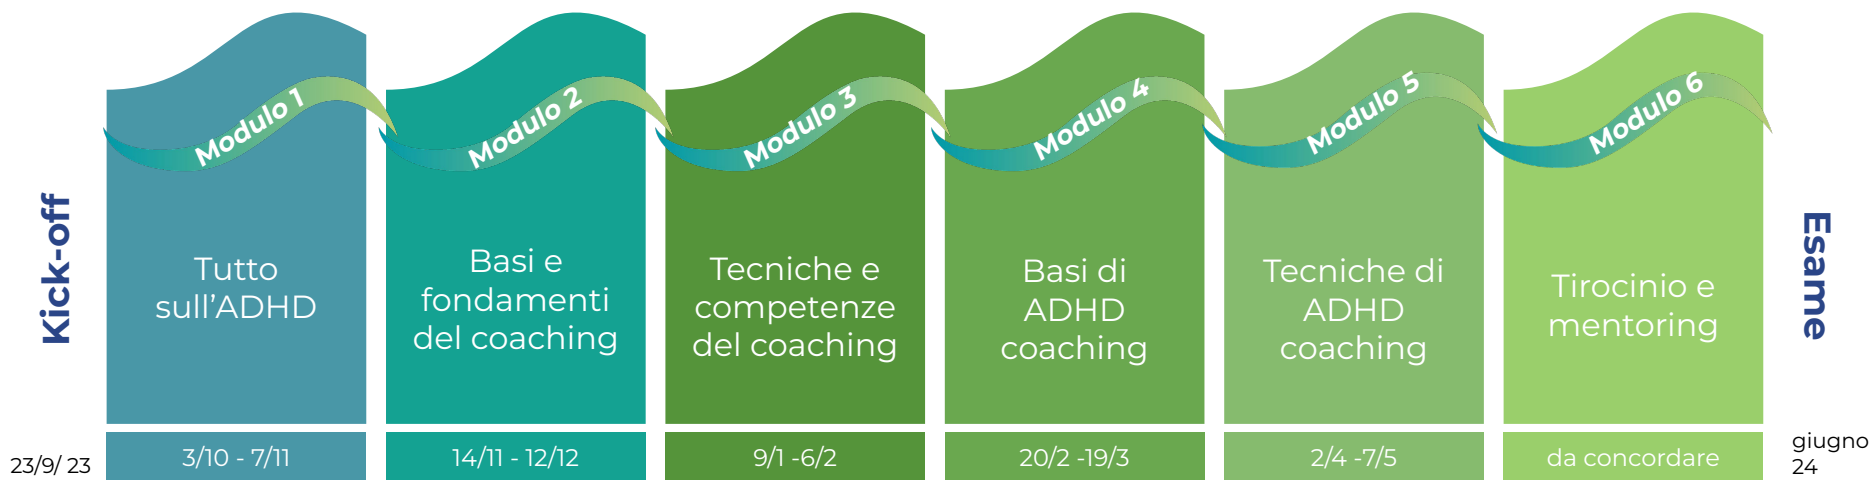 Kick-off
23/9/ 23
Modulo 1
Tutto
sull'ADHD
3/10 - 7/11
Modulo 2
Basi e
fondamenti
del coaching
14/11 - 12/12
Modulo 3
Tecniche e
competenze
del coaching
9/1 -6/2
Modulo 4
Basi di
ADHD
coaching
20/2 -19/3
Modulo 5
Tecniche di
ADHD
coaching
2/4 -7/5
Modulo 6
Tirocinio e
mentoring
da concordare
Esame
giugno
24